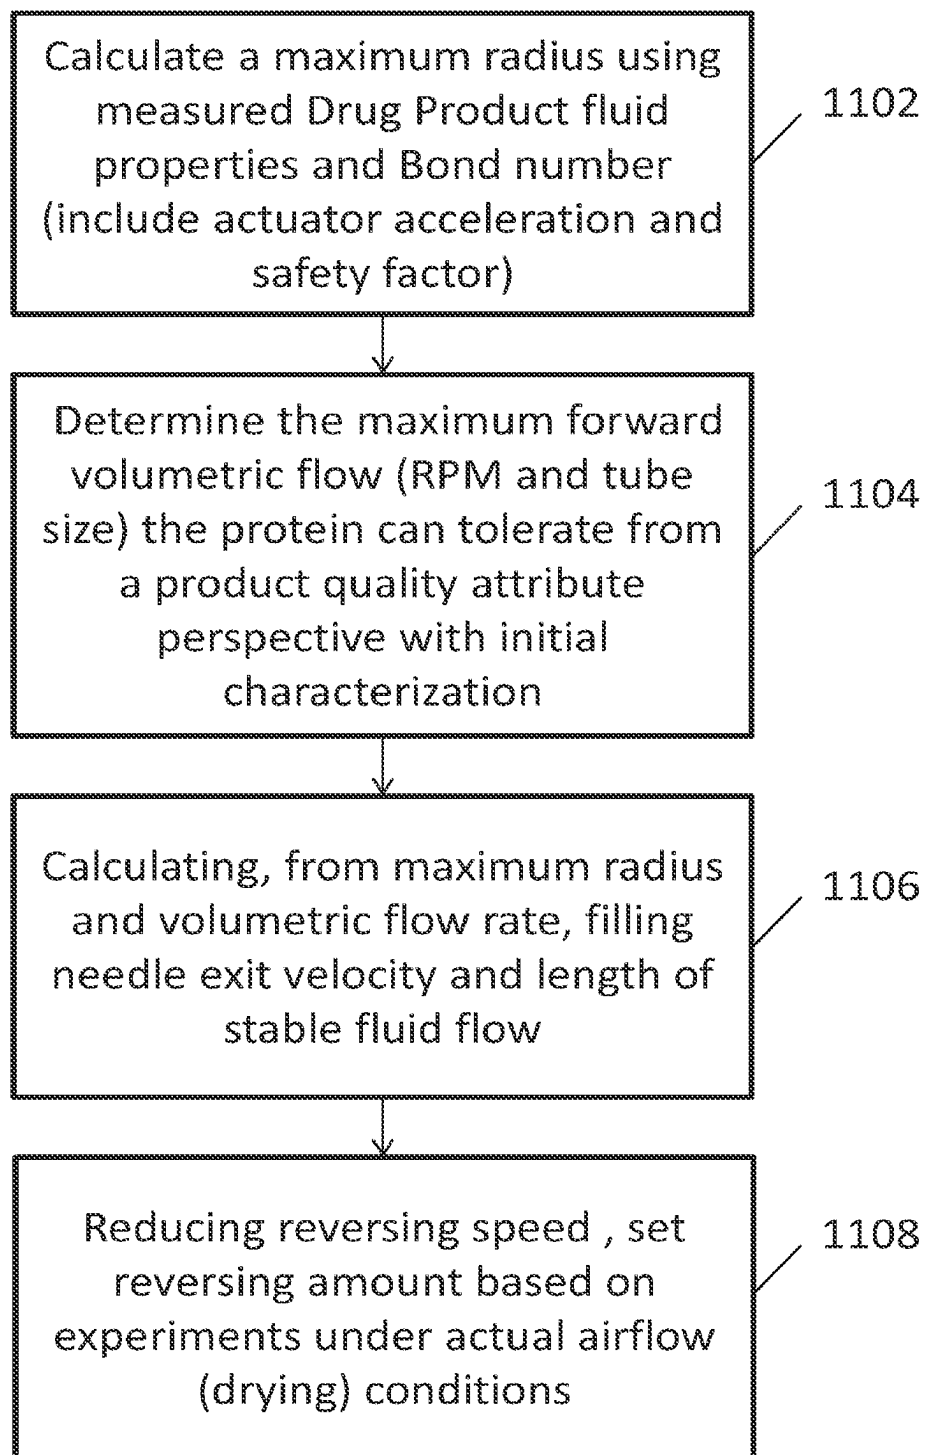 Calculate a maximum radius using
measured Drug Product fluid
properties and Bond number
(include actuator acceleration and
safety factor)
1102
Determine the maximum forward
volumetric flow (RPM and tube
size) the protein can tolerate from
a product quality attribute
perspective with initial
characterization
1104
Calculating, from maximum radius
and volumetric flow rate, filling
needle exit velocity and length of
stable fluid flow
1106
Reducing reversing speed , set
reversing amount based on
experiments under actual airflow
(drying) conditions
1108